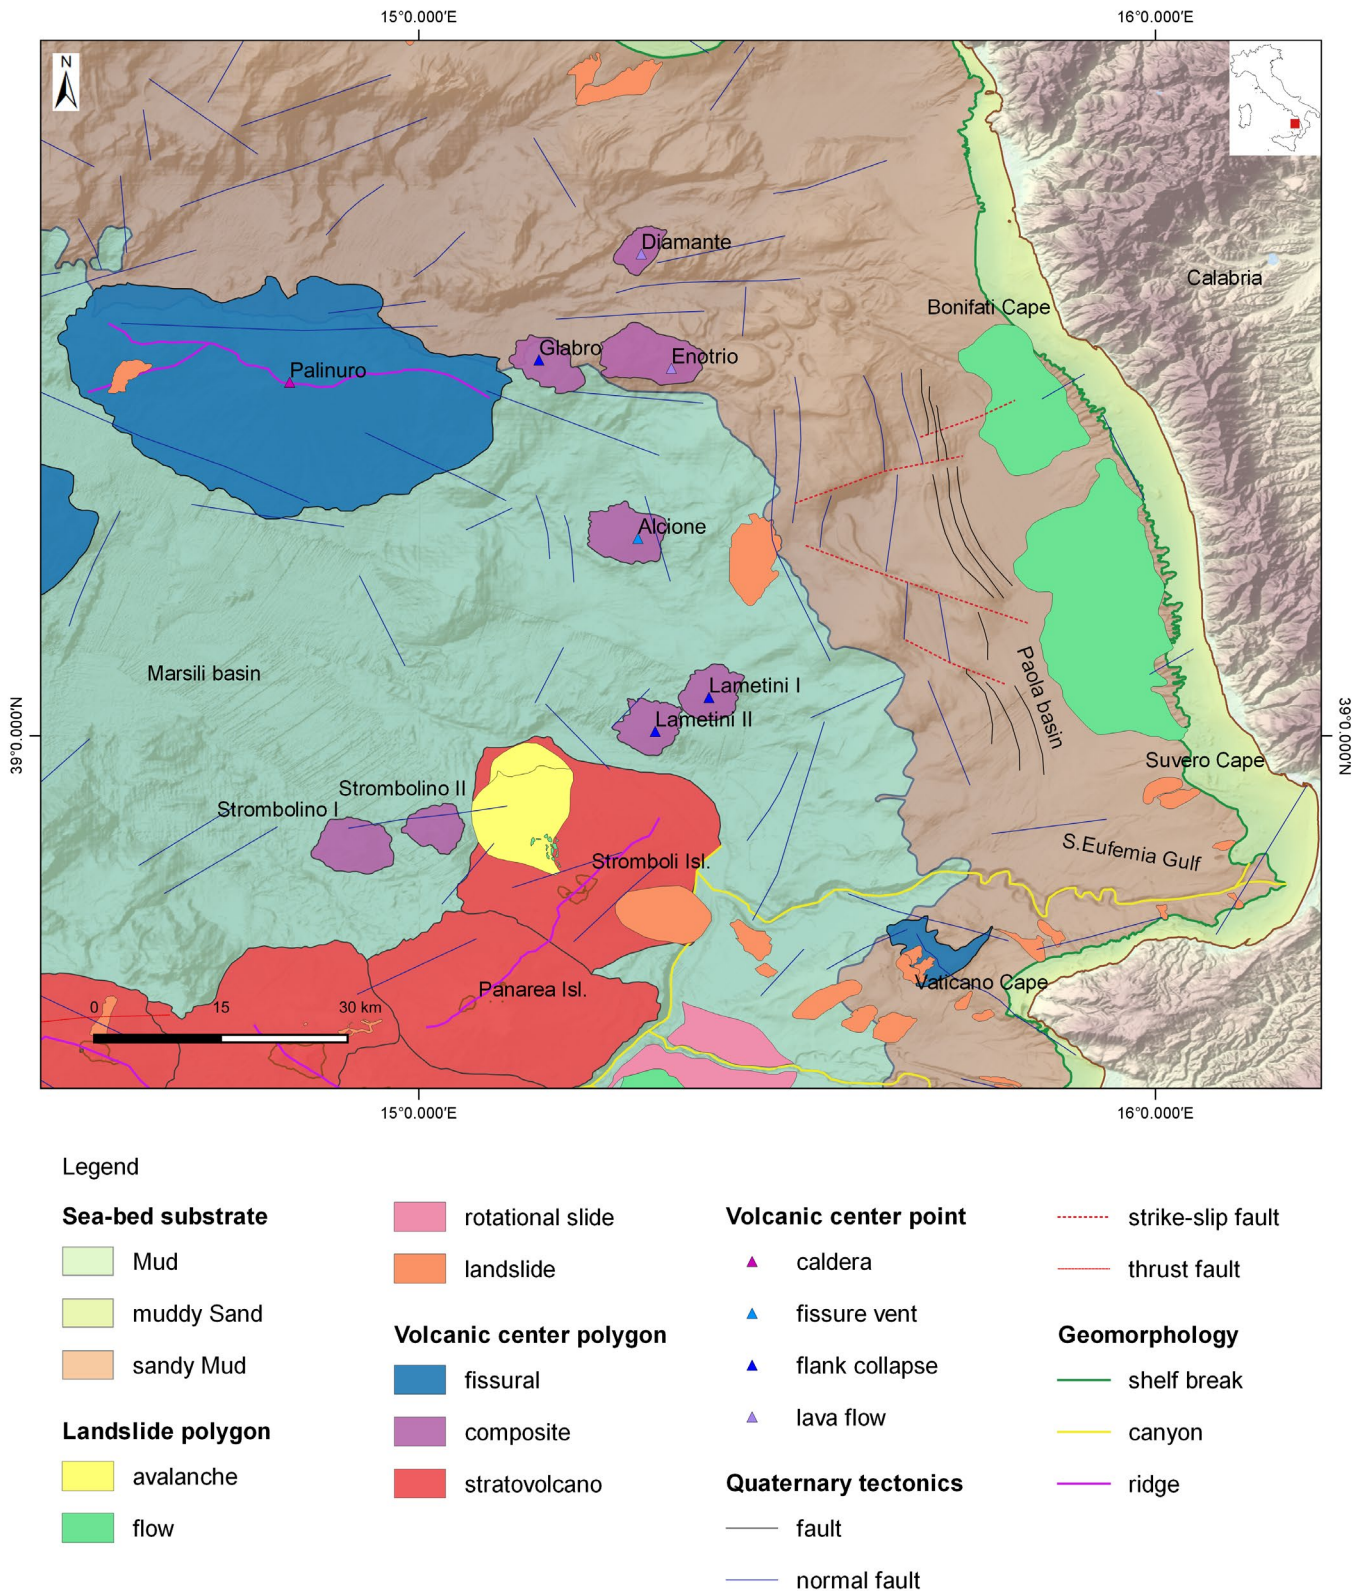 15°0.000'E
16°0.000'E
N
Diamante
Calabria
Bonifati Cape
Glabro
Enotrio
Palinuro
Alcione
Marsili basin
Lametini I
Lametini II
Paola basin
39°0.000'N
39°0.000'N
Suvero Cape
Strombolino II
Strombolino I
Stromboli Isl.
S.Eufemia Gulf
Panarea Isl.
Vaticano Cape
0 15 30 km
15°0.000'E
16°0.000'E
Legend
Sea-bed substrate
Mud
muddy Sand
sandy Mud
Landslide polygon
avalanche
flow
rotational slide
landslide
Volcanic center polygon
fissural
composite
stratovolcano
Volcanic center point
caldera
fissure vent
flank collapse
lava flow
Quaternary tectonics
fault
normal fault
strike-slip fault
thrust fault
Geomorphology
shelf break
canyon
ridge